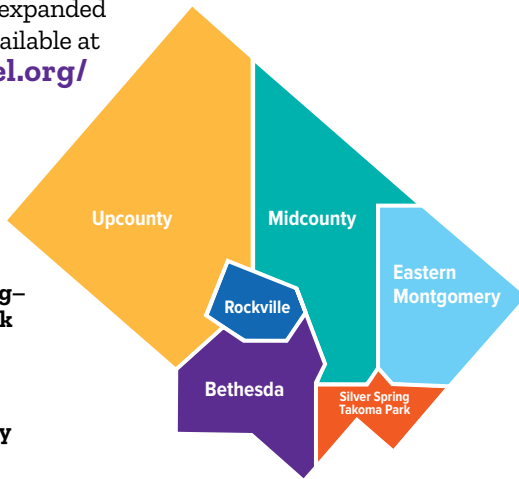 expanded
ailable at
el.org/
Upcounty
Midcounty
Eastern
Montgomery
g–
k
Rockville
Bethesda
Silver Spring
Takoma Park
y